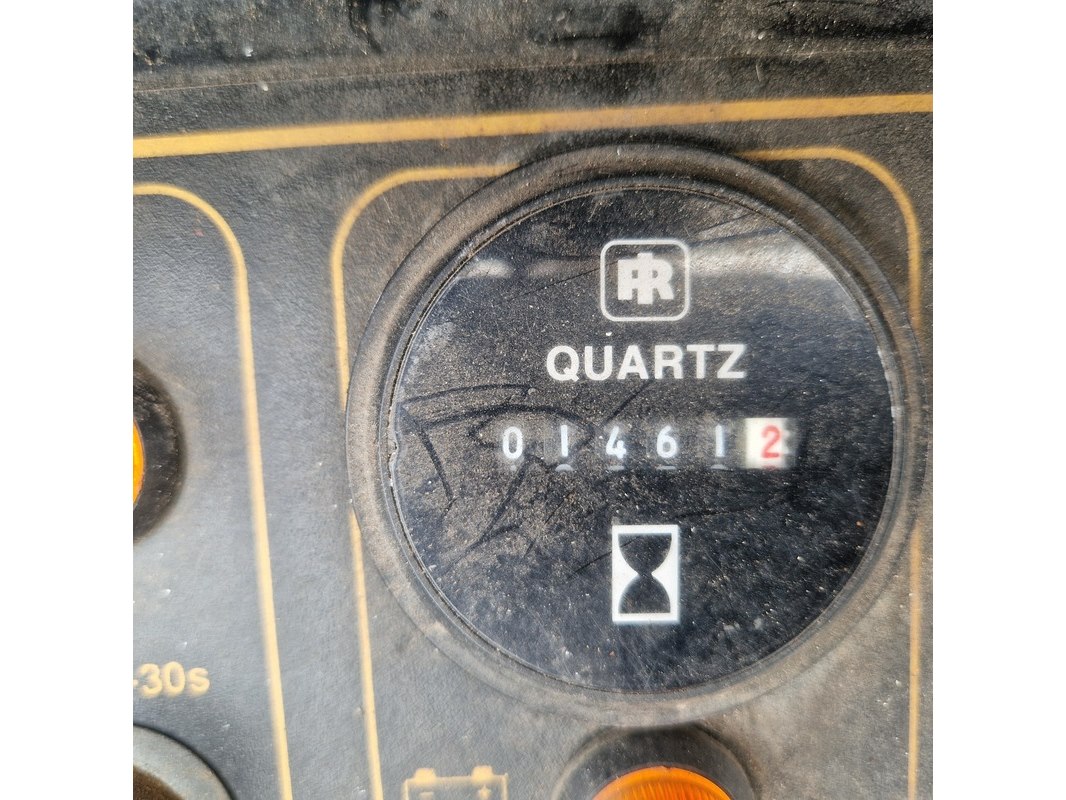 IR
QUARTZ
014612
-30s
- +